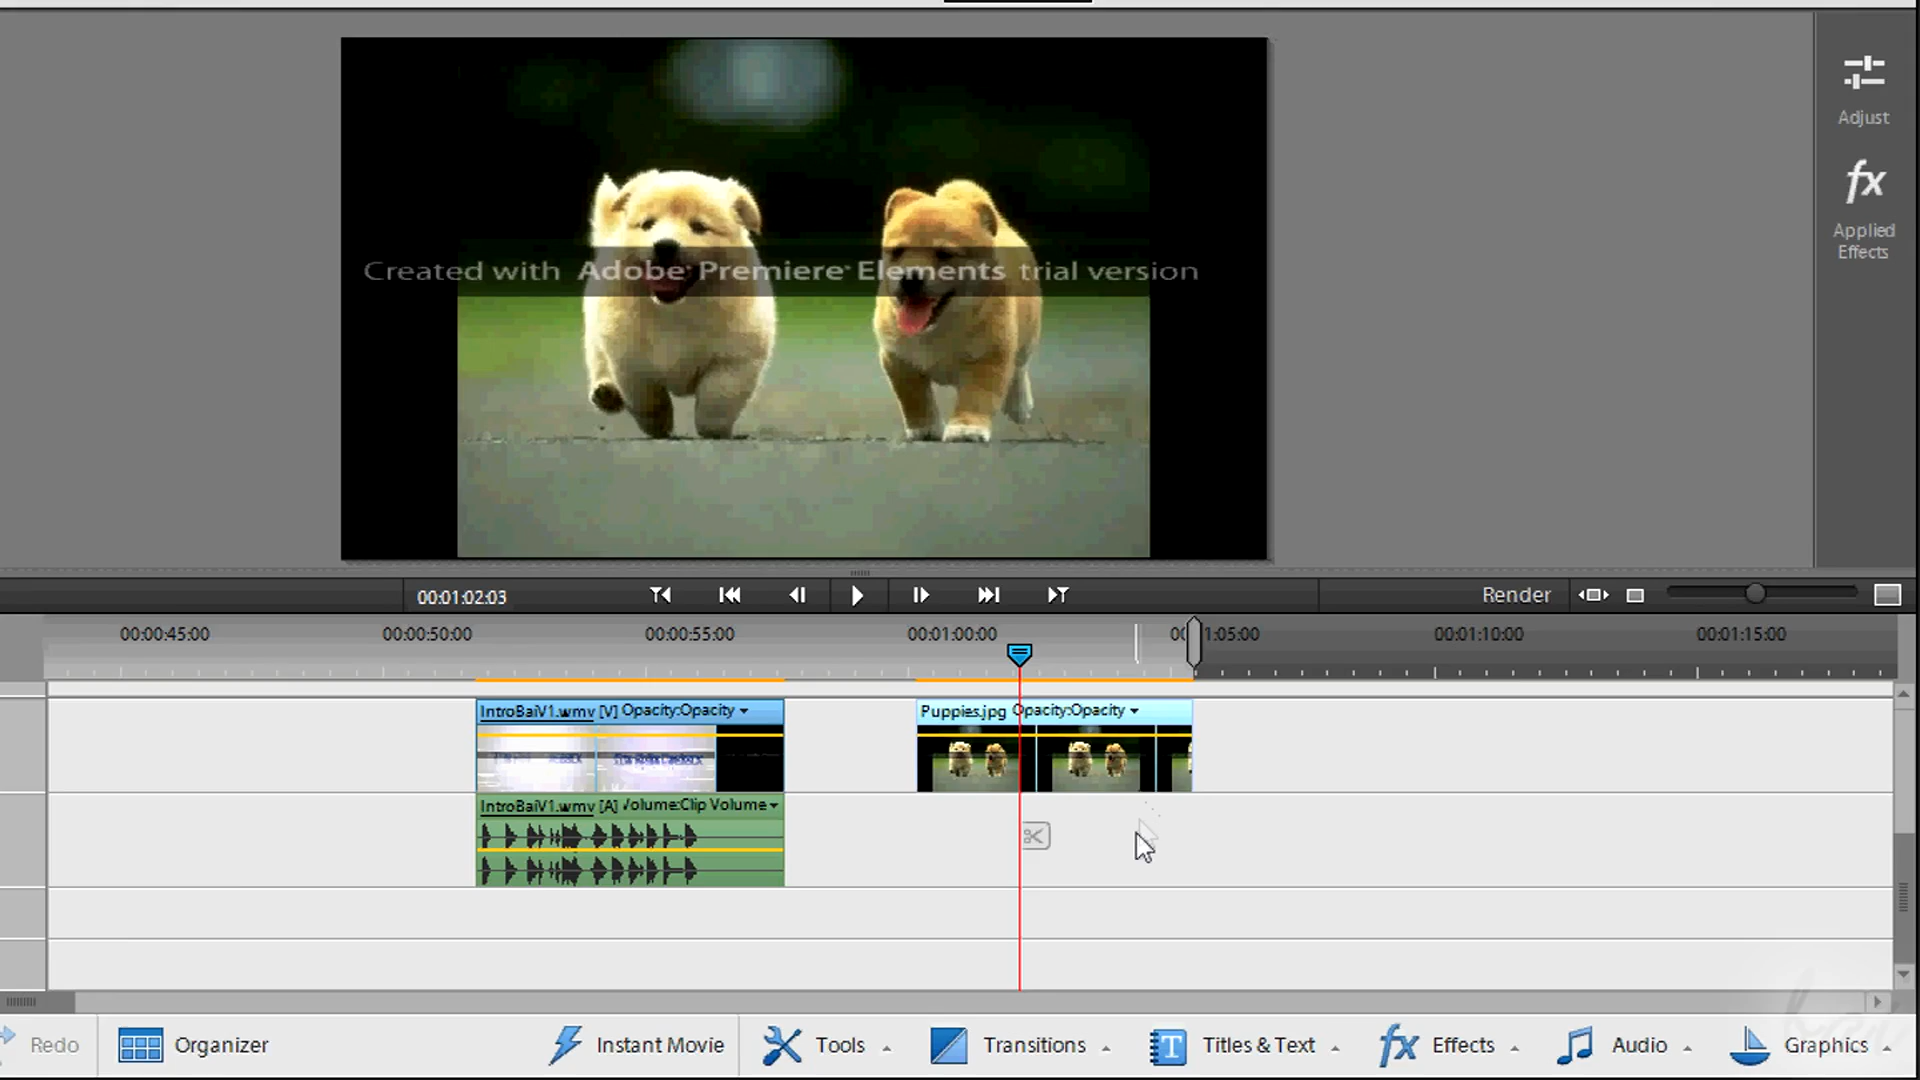 Adjust
fx
Applied
Effects
Created with Adobe Premiere Elements trial version
00:01:02:03
Render
00:00:45:00
00:00:50:00
00:00:55:00
00:01:00:00
1:05:00
00:01:10:00
00:01:15:00
IntroBaiV1.wmv [V] Opacity:Opacity
Puppies.jpg Opacity:Opacity
IntroBaiV1.wmv [A] Volume:Clip Volume
Redo
Organizer
Instant Movie
Tools
Transitions
T
Titles & Text
fx
Effects
Audio
Graphics